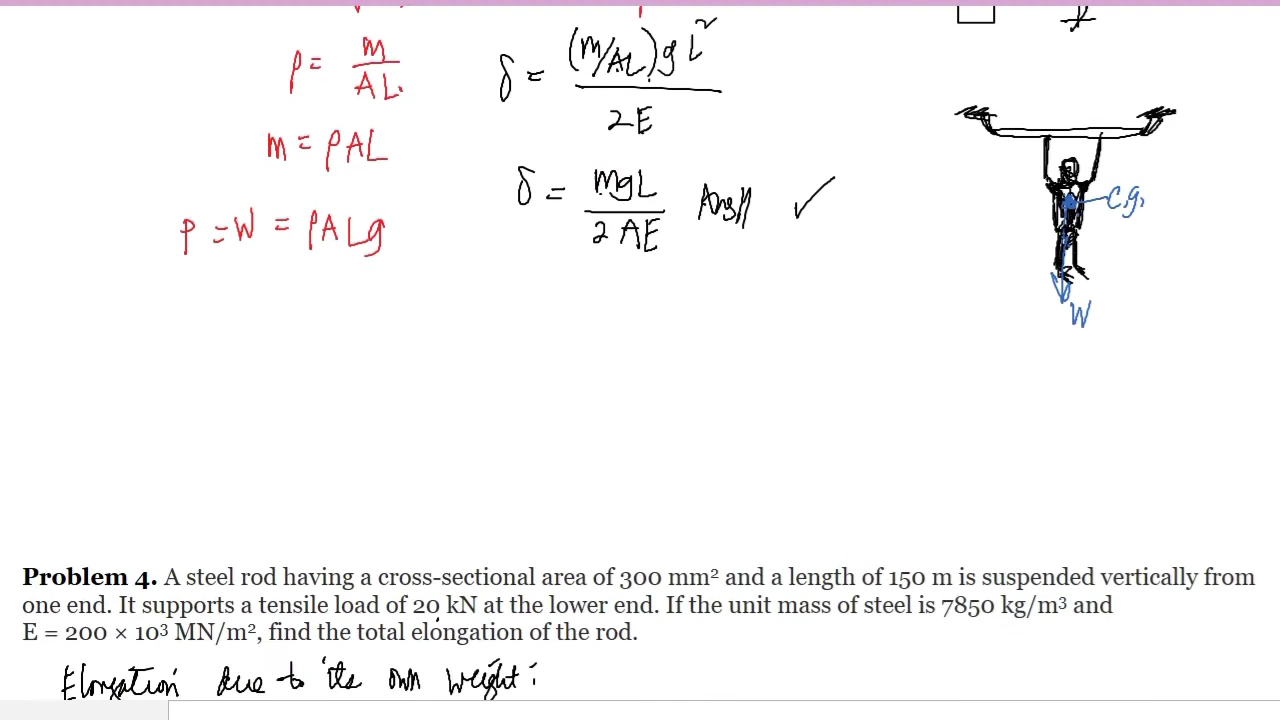 ρ = m / AL
m = ρAL
P = W = ρALg
δ = (m/AL)gL² / 2E
δ = mgL / 2AE Ans// ✓
C.g.
W
Problem 4. A steel rod having a cross-sectional area of 300 mm² and a length of 150 m is suspended vertically from
one end. It supports a tensile load of 20 kN at the lower end. If the unit mass of steel is 7850 kg/m³ and
E = 200 × 10³ MN/m², find the total elongation of the rod.
Elongation due to its own weight: